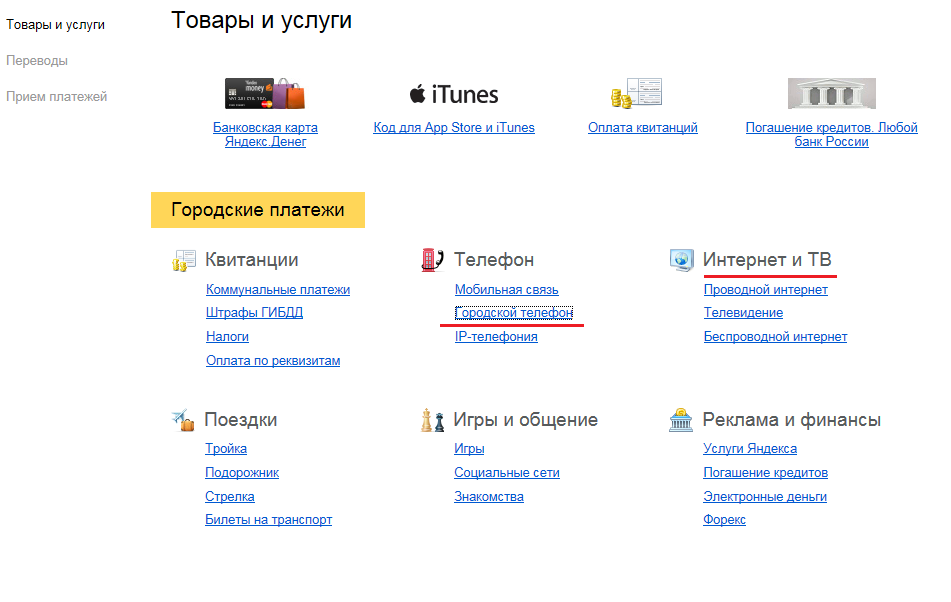 Товары и услуги
Переводы
Прием платежей
Товары и услуги
iTunes
Банковская карта
Яндекс.Денег
Код для App Store и iTunes
Оплата квитанций
Погашение кредитов. Любой
банк России
Городские платежи
Квитанции
Коммунальные платежи
Штрафы ГИБДД
Налоги
Оплата по реквизитам
Телефон
Мобильная связь
Городской телефон
IP-телефония
Интернет и ТВ
Проводной интернет
Телевидение
Беспроводной интернет
Поездки
Тройка
Подорожник
Стрелка
Билеты на транспорт
Игры и общение
Игры
Социальные сети
Знакомства
Реклама и финансы
Услуги Яндекса
Погашение кредитов
Электронные деньги
Форекс